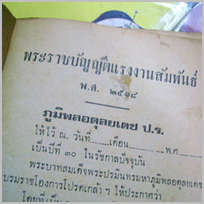 พระราชบัญญัติแรงงานสัมพันธ์
พ.ศ. ๒๕๑๘
ภูมิพลอดุลยเดช ป.ร.
ให้ไว้ ณ วันที่.......เดือน..............พ.ศ.
เป็นปีที่ ๓๐ ในรัชกาลปัจจุบัน
พระบาทสมเด็จพระปรมินทรมหาภูมิพลอดุลยเดช
บรมราชโองการโปรดเกล้า ฯ ให้ประกาศว่า
โดยที่